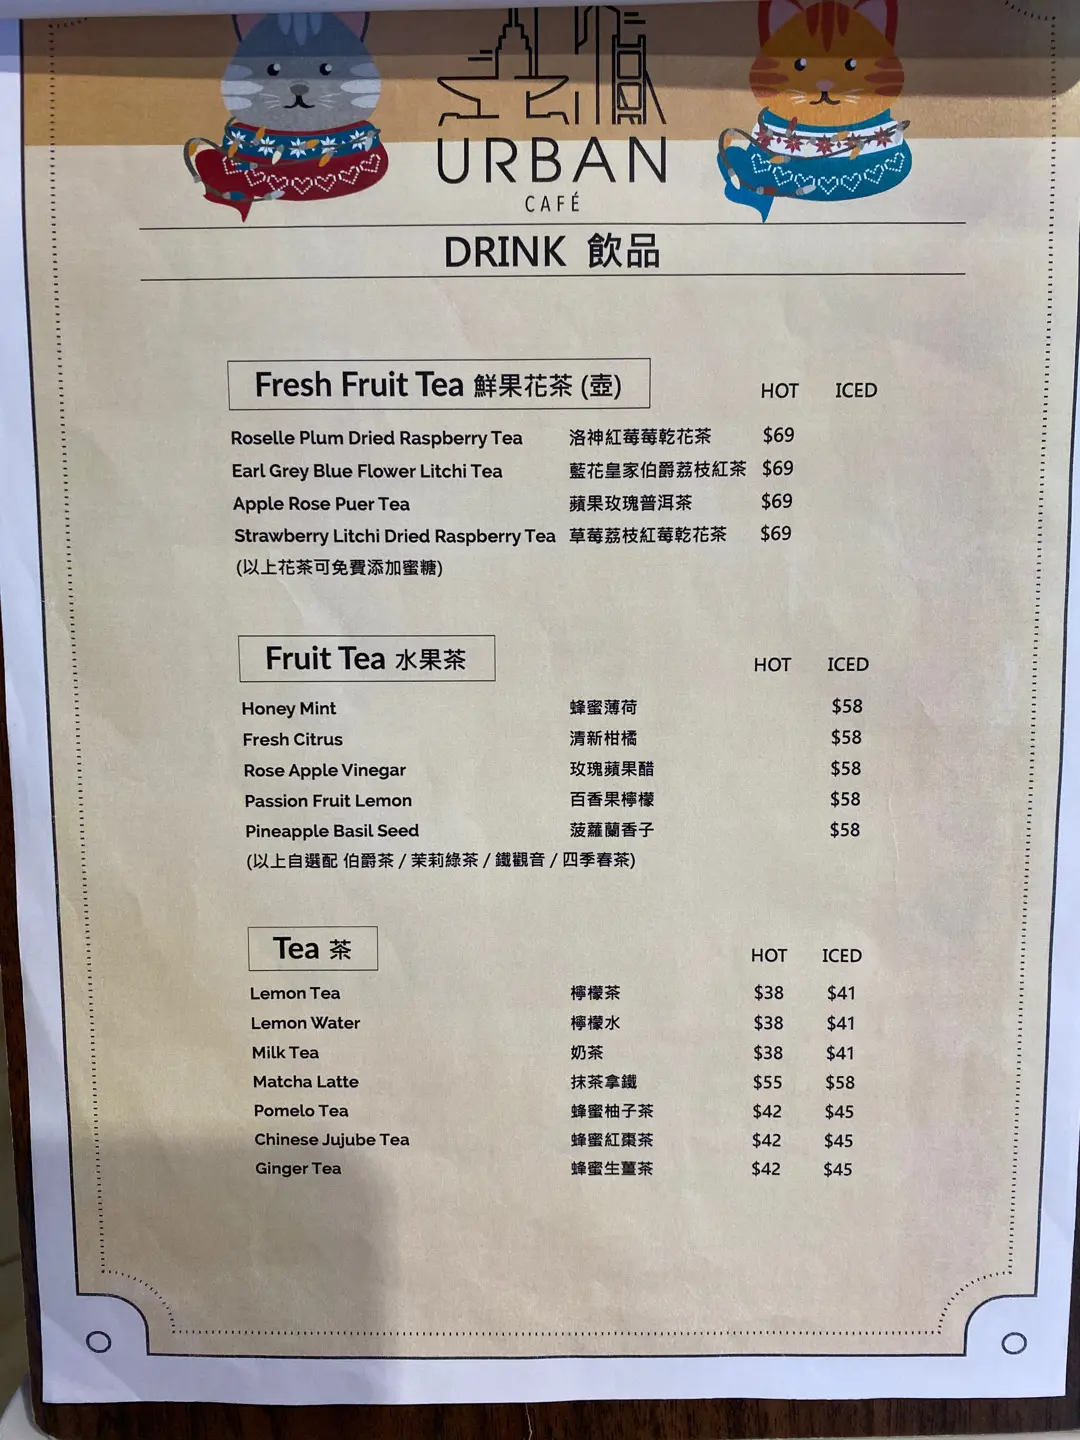 URBAN
CAFÉ
DRINK 飲品
Fresh Fruit Tea 鮮果花茶 (壺) HOT ICED
Roselle Plum Dried Raspberry Tea 洛神紅莓莓乾花茶 $69
Earl Grey Blue Flower Litchi Tea 藍花皇家伯爵荔枝紅茶 $69
Apple Rose Puer Tea 蘋果玫瑰普洱茶 $69
Strawberry Litchi Dried Raspberry Tea 草莓荔枝紅莓乾花茶 $69
(以上花茶可免費添加蜜糖)
Fruit Tea 水果茶 HOT ICED
Honey Mint 蜂蜜薄荷 $58
Fresh Citrus 清新柑橘 $58
Rose Apple Vinegar 玫瑰蘋果醋 $58
Passion Fruit Lemon 百香果檸檬 $58
Pineapple Basil Seed 菠蘿蘭香子 $58
(以上自選配 伯爵茶 / 茉莉綠茶 / 鐵觀音 / 四季春茶)
Tea 茶 HOT ICED
Lemon Tea 檸檬茶 $38 $41
Lemon Water 檸檬水 $38 $41
Milk Tea 奶茶 $38 $41
Matcha Latte 抹茶拿鐵 $55 $58
Pomelo Tea 蜂蜜柚子茶 $42 $45
Chinese Jujube Tea 蜂蜜紅棗茶 $42 $45
Ginger Tea 蜂蜜生薑茶 $42 $45